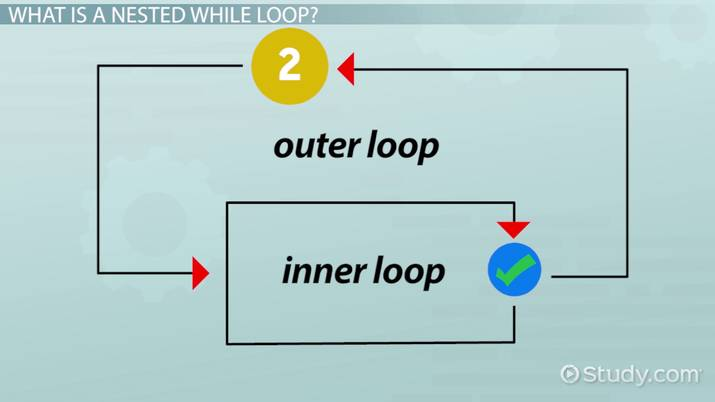 WHAT IS A NESTED WHILE LOOP?
2
outer loop
inner loop
Study.com